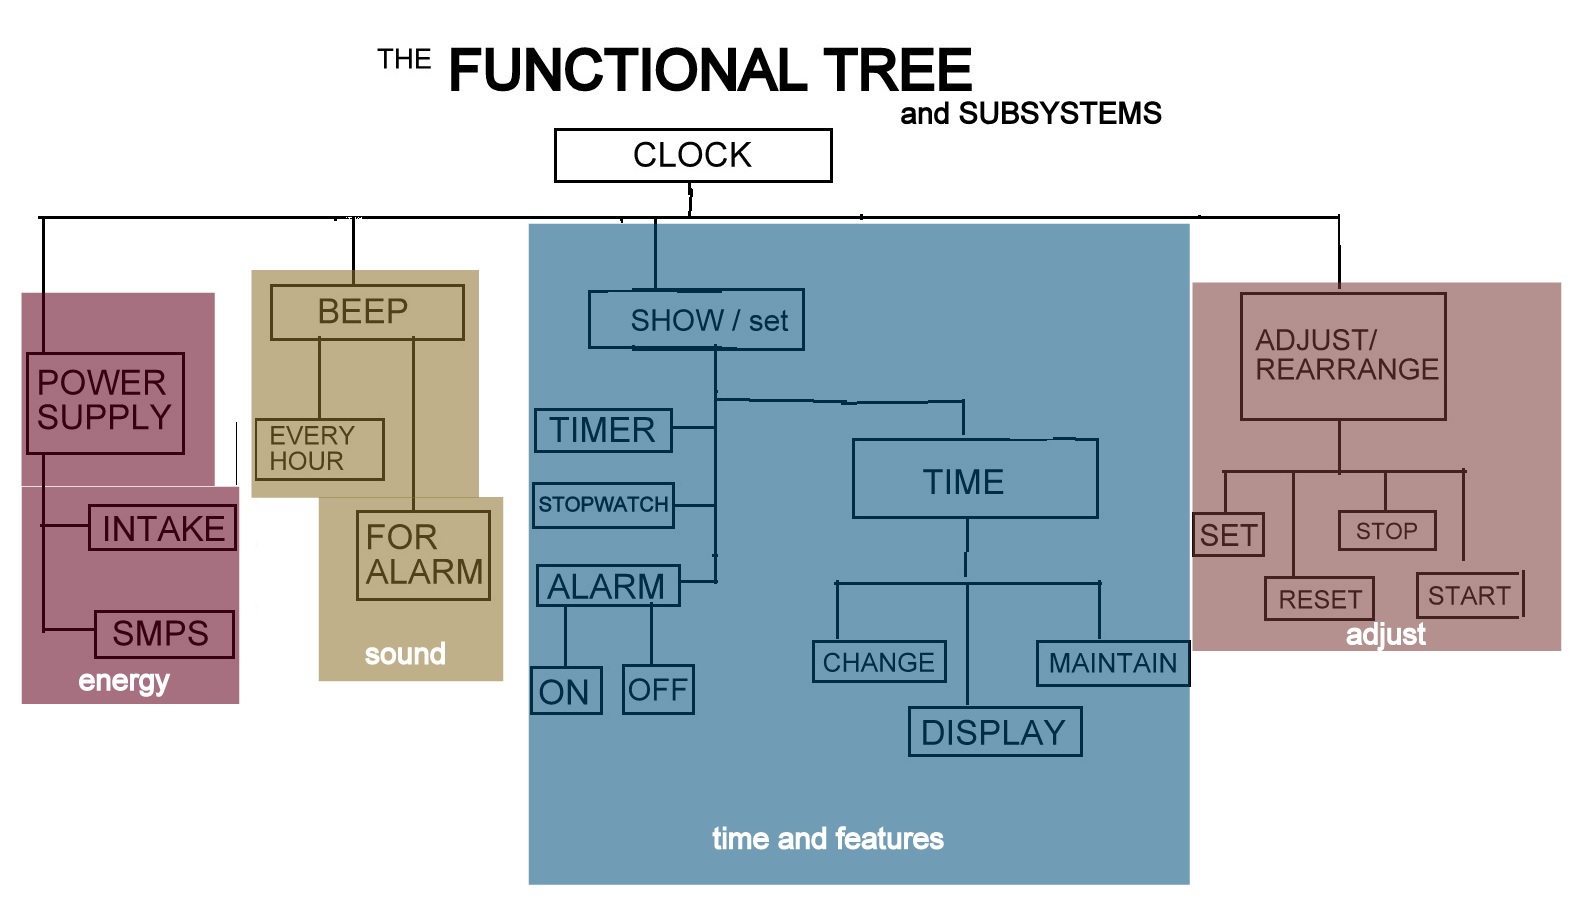 THE FUNCTIONAL TREE
and SUBSYSTEMS
CLOCK
POWER
SUPPLY
INTAKE
SMPS
energy
BEEP
EVERY
HOUR
FOR
ALARM
sound
SHOW / set
TIMER
STOPWATCH
ALARM
ON
OFF
TIME
CHANGE
DISPLAY
MAINTAIN
time and features
ADJUST/
REARRANGE
SET
RESET
STOP
START
adjust